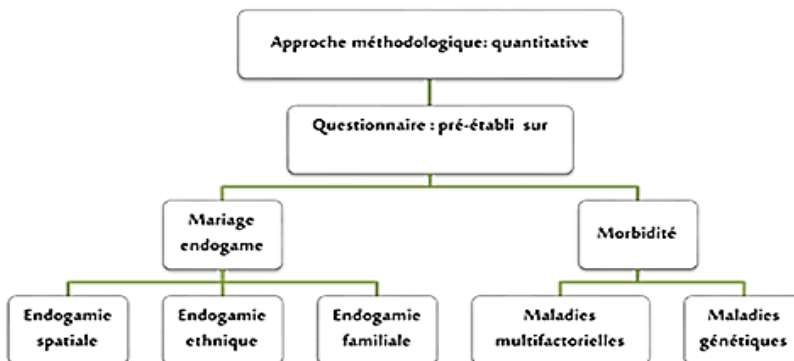 Approche méthodologique: quantitative
Questionnaire : pré-établi sur
Mariage
endogame
Morbidité
Endogamie
spatiale
Endogamie
ethnique
Endogamie
familiale
Maladies
multifactorielles
Maladies
génétiques